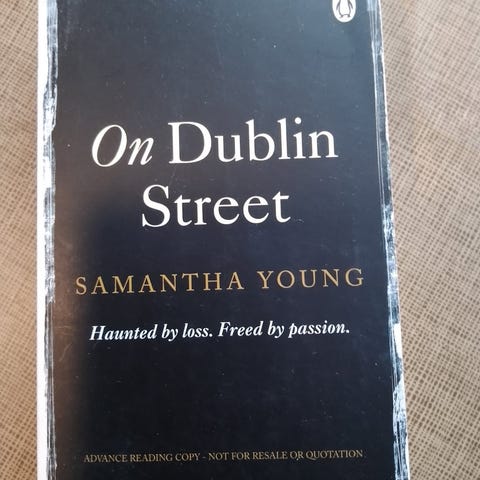 On Dublin
Street
SAMANTHA YOUNG
Haunted by loss. Freed by passion.
ADVANCE READING COPY - NOT FOR RESALE OR QUOTATION